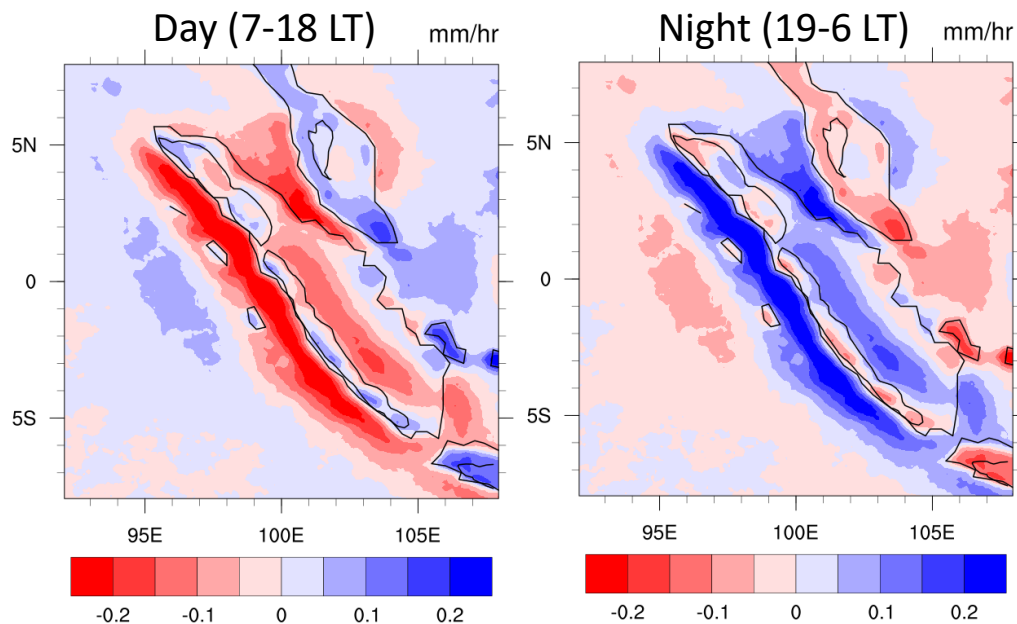 Day (7-18 LT) mm/hr Night (19-6 LT) mm/hr
5N 5N
0 0
5S 5S
95E 100E 105E 95E 100E 105E
-0.2 -0.1 0 0.1 0.2 -0.2 -0.1 0 0.1 0.2